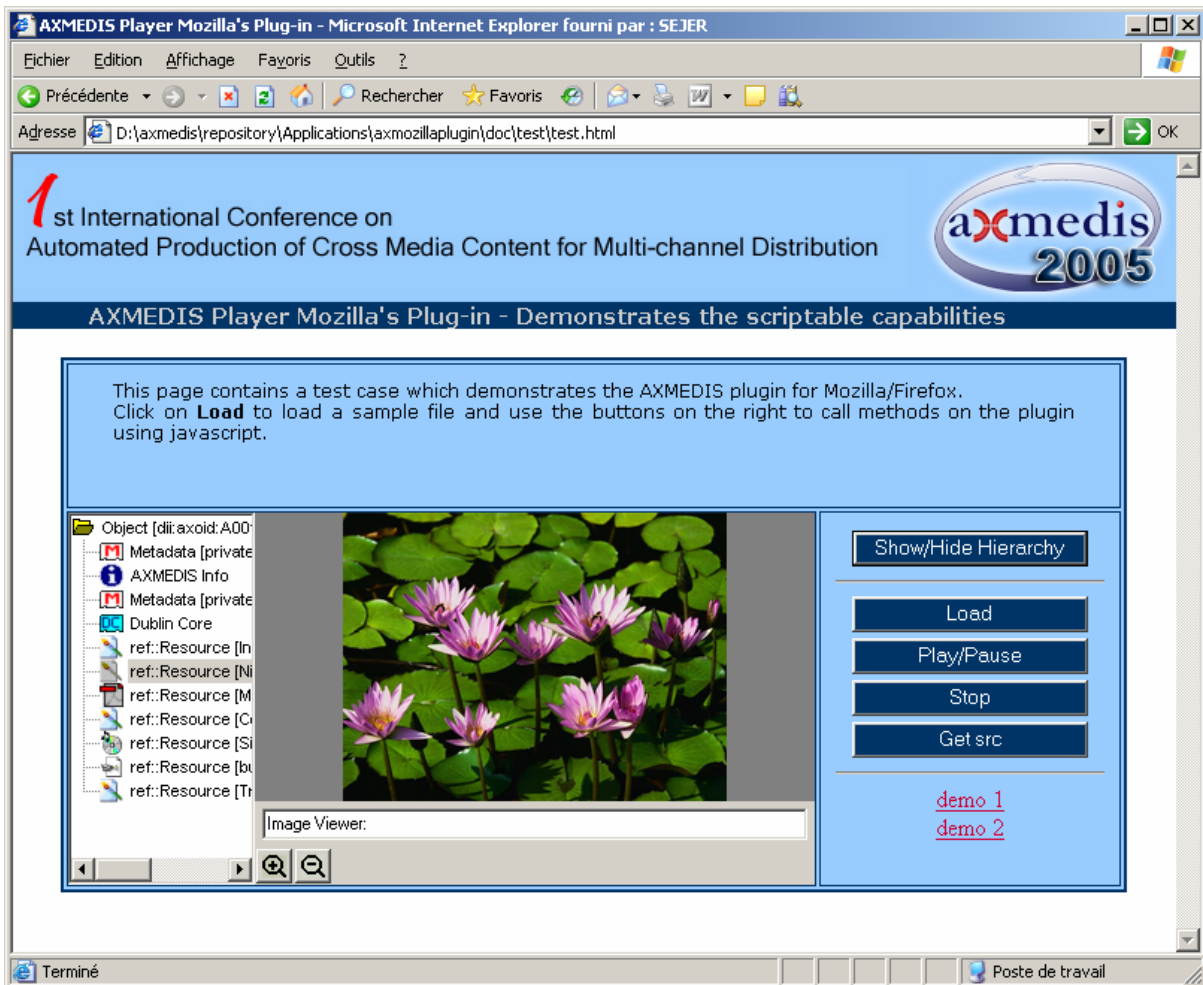 AXMEDIS Player Mozilla's Plug-in - Microsoft Internet Explorer fourni par : SEJER
Fichier Edition Affichage Favoris Outils ?
Précédente Rechercher Favoris
Adresse D:\axmedis\repository\Applications\axmozillaplugin\doc\test\test.html OK
1st International Conference on
Automated Production of Cross Media Content for Multi-channel Distribution
axmedis
2005
AXMEDIS Player Mozilla's Plug-in - Demonstrates the scriptable capabilities
This page contains a test case which demonstrates the AXMEDIS plugin for Mozilla/Firefox.
Click on Load to load a sample file and use the buttons on the right to call methods on the plugin
using javascript.
Object [dii:axoid:A00
Metadata [private
AXMEDIS Info
Metadata [private
Dublin Core
ref::Resource [In
ref::Resource [Ni
ref::Resource [M
ref::Resource [C
ref::Resource [Si
ref::Resource [bu
ref::Resource [Tr
Image Viewer:
Show/Hide Hierarchy
Load
Play/Pause
Stop
Get src
demo 1
demo 2
Terminé
Poste de travail